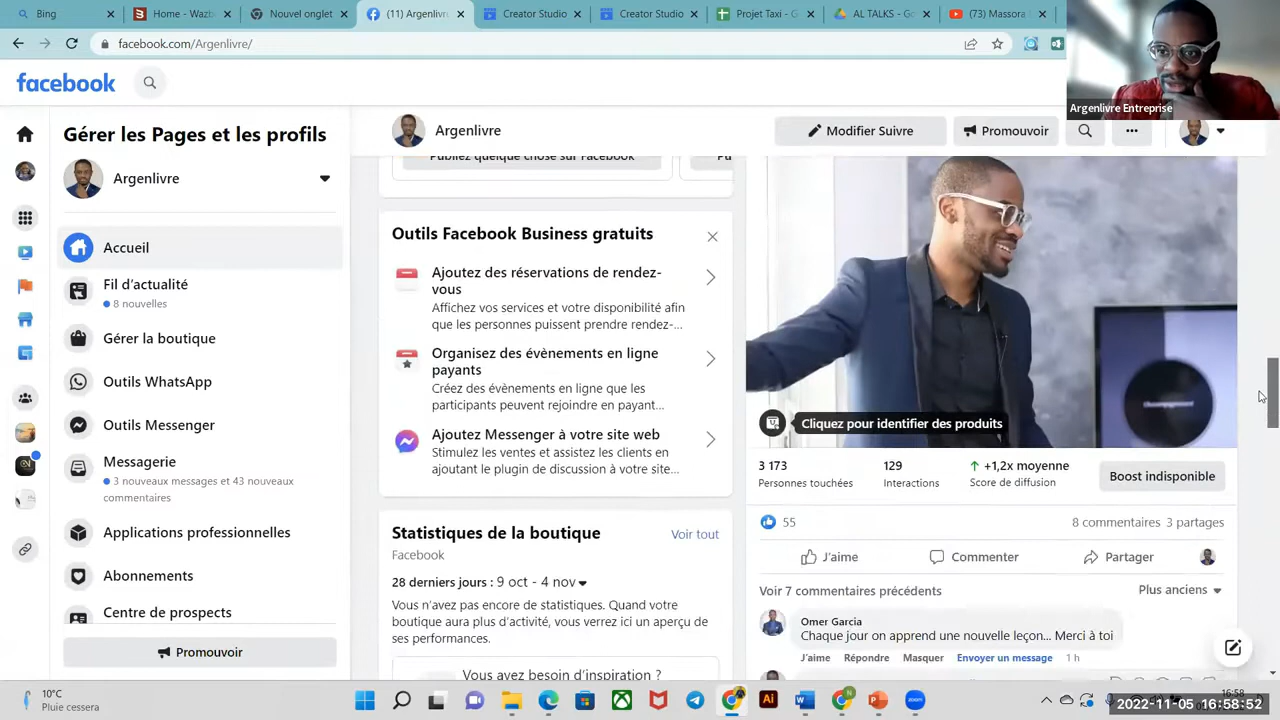 Bing
Home - Wazb
Nouvel onglet
(11) Argenlivre
Creator Studio
Creator Studio
Projet Taxi - G
AL TALKS - Go
(73) Massora
facebook.com/Argenlivre/
Argenlivre Entreprise
facebook
Gérer les Pages et les profils
Argenlivre
Modifier Suivre
Promouvoir
Argenlivre
Publiez quelque chose sur Facebook
Accueil
Fil d'actualité
8 nouvelles
Gérer la boutique
Outils WhatsApp
Outils Messenger
Messagerie
3 nouveaux messages et 43 nouveaux
commentaires
Applications professionnelles
Abonnements
Centre de prospects
Promouvoir
Outils Facebook Business gratuits
Ajoutez des réservations de rendez-
vous
Affichez vos services et votre disponibilité afin
que les personnes puissent prendre rendez-...
Organisez des évènements en ligne
payants
Créez des évènements en ligne que les
participants peuvent rejoindre en payant...
Ajoutez Messenger à votre site web
Stimulez les ventes et assistez les clients en
ajoutant le plugin de discussion à votre site...
Statistiques de la boutique
Voir tout
Facebook
28 derniers jours : 9 oct - 4 nov
Vous n'avez pas encore de statistiques. Quand votre
boutique aura plus d'activité, vous verrez ici un aperçu de
ses performances.
Vous avez besoin d'inspiration ?
Cliquez pour identifier des produits
3 173
Personnes touchées
129
Interactions
+1,2x moyenne
Score de diffusion
Boost indisponible
55
8 commentaires 3 partages
J'aime
Commenter
Partager
Voir 7 commentaires précédents
Plus anciens
Omer Garcia
Chaque jour on apprend une nouvelle leçon... Merci à toi
J'aime Répondre Masquer Envoyer un message 1 h
10°C
Pluie cessera
16:58
2022-11-05 16:58:52